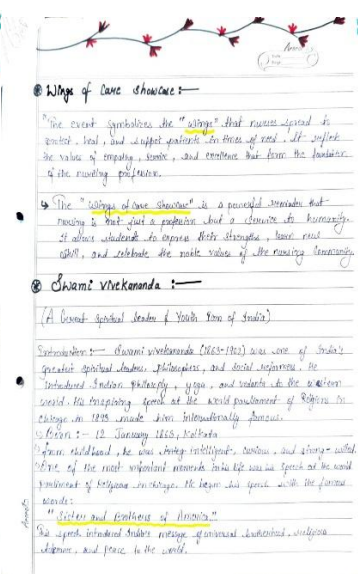 Wings of Care Showcase :—
"The event symbolizes the "Wings" that nurses spread to
protect, heal, and support patients in times of need. It reflects
the values of empathy, service, and excellence that form the foundation
of the nursing profession.
↳ The "Wings of Care Showcase" is a powerful reminder that
nursing is not just a profession but a service to humanity.
It allows students to express their strengths, learn new
skill, and celebrate the noble values of the nursing community.
Swami Vivekananda :—
(A Great Spiritual Leader & Youth Icon of India)
Introduction :— Swami Vivekananda (1863-1902) was one of India's
greatest spiritual leaders, philosophers, and social reformers. He
introduced Indian Philosophy, yoga, and vedanta to the western
world. His inspiring speech at the world parliament of Religions in
Chicago in 1893 made him internationally famous.
Born :- 12 January 1863, Kolkata
From childhood, he was intelligent, curious, and strong-willed.
One of the most important moments in his life was his speech at the world
Parliament of Religions in Chicago. He began his speech with the famous
words:
"Sisters and Brothers of America."
This speech introduced message of universal brotherhood, religious
tolerance, and peace to the world.